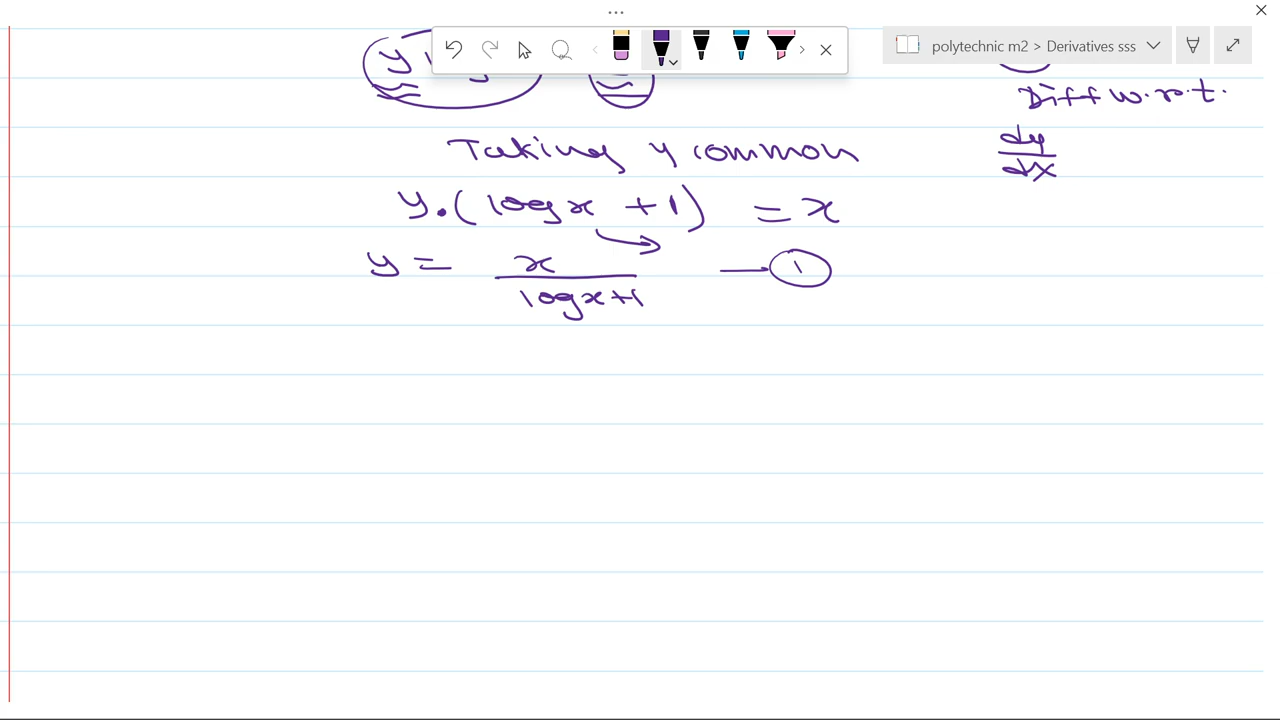 polytechnic m2 > Derivatives sss
y
Diff w.r.t.
Taking y common
dy/dx
y.(logx +1) = x
y = x/(logx+1) → 1